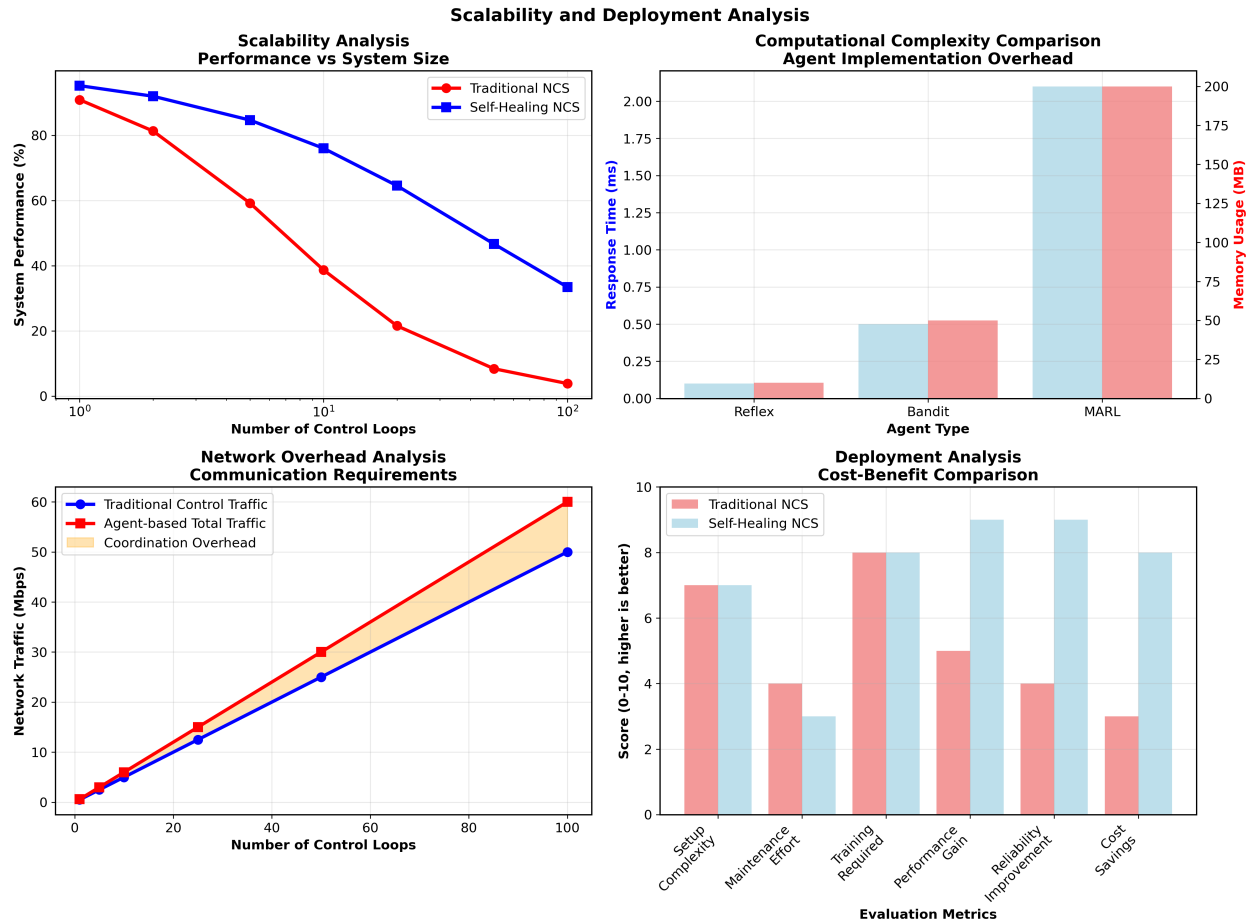 Scalability and Deployment Analysis
Scalability Analysis
Performance vs System Size
System Performance (%)
80
60
40
20
0
Traditional NCS
Self-Healing NCS
10⁰
10¹
10²
Number of Control Loops
Computational Complexity Comparison
Agent Implementation Overhead
Response Time (ms)
2.00
1.75
1.50
1.25
1.00
0.75
0.50
0.25
0.00
Memory Usage (MB)
200
175
150
125
100
75
50
25
0
Reflex
Bandit
MARL
Agent Type
Network Overhead Analysis
Communication Requirements
Network Traffic (Mbps)
60
50
40
30
20
10
0
Traditional Control Traffic
Agent-based Total Traffic
Coordination Overhead
0
20
40
60
80
100
Number of Control Loops
Deployment Analysis
Cost-Benefit Comparison
Score (0-10, higher is better)
10
8
6
4
2
0
Traditional NCS
Self-Healing NCS
Setup
Complexity
Maintenance
Effort
Training
Required
Performance
Gain
Reliability
Improvement
Cost
Savings
Evaluation Metrics